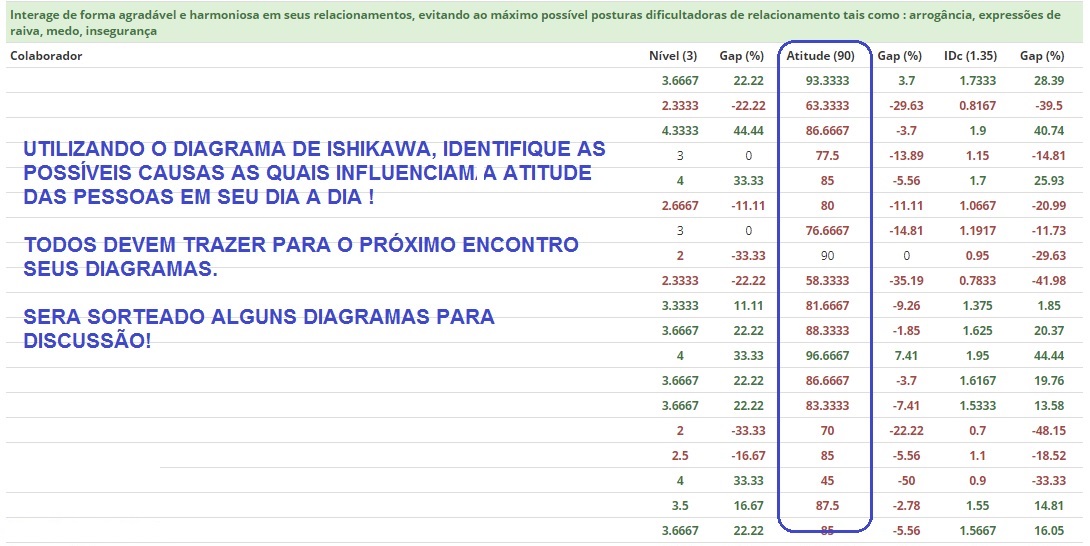 Interage de forma agradável e harmoniosa em seus relacionamentos, evitando ao máximo possível posturas dificultadoras de relacionamento tais como : arrogância, expressões de
raiva, medo, insegurança
Colaborador Nível (3) Gap (%) Atitude (90) Gap (%) IDc (1.35) Gap (%)
3.6667 22.22 93.3333 3.7 1.7333 28.39
2.3333 -22.22 63.3333 -29.63 0.8167 -39.5
4.3333 44.44 86.6667 -3.7 1.9 40.74
UTILIZANDO O DIAGRAMA DE ISHIKAWA, IDENTIFIQUE AS
3 0 77.5 -13.89 1.15 -14.81
POSSÍVEIS CAUSAS AS QUAIS INFLUENCIAM A ATITUDE
4 33.33 85 -5.56 1.7 25.93
DAS PESSOAS EM SEU DIA A DIA !
2.6667 -11.11 80 -11.11 1.0667 -20.99
3 0 76.6667 -14.81 1.1917 -11.73
TODOS DEVEM TRAZER PARA O PRÓXIMO ENCONTRO
2 -33.33 90 0 0.95 -29.63
SEUS DIAGRAMAS.
2.3333 -22.22 58.3333 -35.19 0.7833 -41.98
3.3333 11.11 81.6667 -9.26 1.375 1.85
SERA SORTEADO ALGUNS DIAGRAMAS PARA
3.6667 22.22 88.3333 -1.85 1.625 20.37
DISCUSSÃO!
4 33.33 96.6667 7.41 1.95 44.44
3.6667 22.22 86.6667 -3.7 1.6167 19.76
3.6667 22.22 83.3333 -7.41 1.5333 13.58
2 -33.33 70 -22.22 0.7 -48.15
2.5 -16.67 85 -5.56 1.1 -18.52
4 33.33 45 -50 0.9 -33.33
3.5 16.67 87.5 -2.78 1.55 14.81
3.6667 22.22 85 -5.56 1.5667 16.05